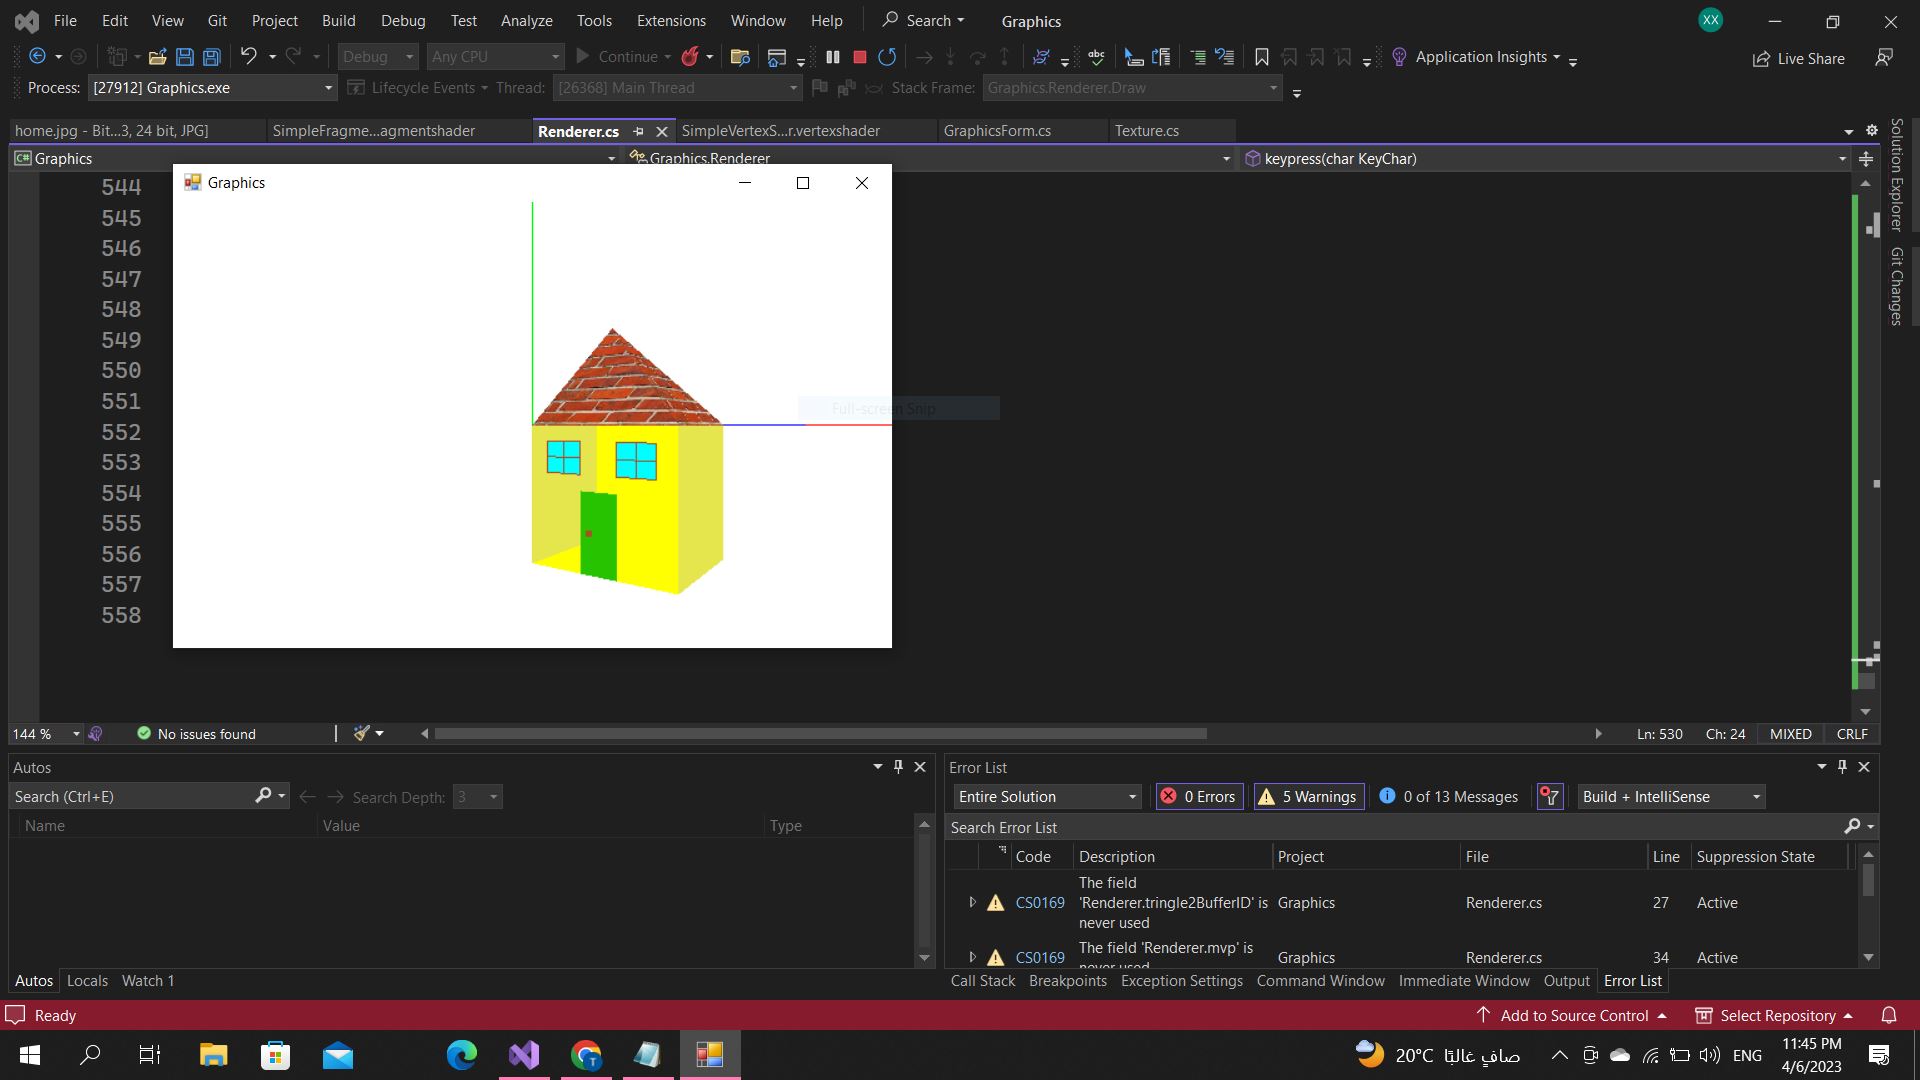 File Edit View Git Project Build Debug Test Analyze Tools Extensions Window Help Search Graphics XX
Debug Any CPU Continue Application Insights Live Share
Process: [27912] Graphics.exe Lifecycle Events Thread: [26368] Main Thread Stack Frame: Graphics.Renderer.Draw
home.jpg - Bit...3, 24 bit, JPG] SimpleFragme...agmentshader Renderer.cs SimpleVertexS...r.vertexshader GraphicsForm.cs Texture.cs
Graphics Graphics.Renderer keypress(char KeyChar)
Graphics
544
545
546
547
548
549
550
551
552
553
554
555
556
557
558
Full-screen Snip
Solution Explorer
Git Changes
144 % No issues found Ln: 530 Ch: 24 MIXED CRLF
Autos
Search (Ctrl+E) Search Depth: 3
Name Value Type
Autos Locals Watch 1
Error List
Entire Solution 0 Errors 5 Warnings 0 of 13 Messages Build + IntelliSense
Search Error List
Code Description Project File Line Suppression State
The field
CS0169 'Renderer.tringle2BufferID' is Graphics Renderer.cs 27 Active
never used
The field 'Renderer.mvp' is
CS0169 Graphics Renderer.cs 34 Active
never used
Call Stack Breakpoints Exception Settings Command Window Immediate Window Output Error List
Ready Add to Source Control Select Repository
20°C صافٍ غالبًا ENG 11:45 PM
4/6/2023